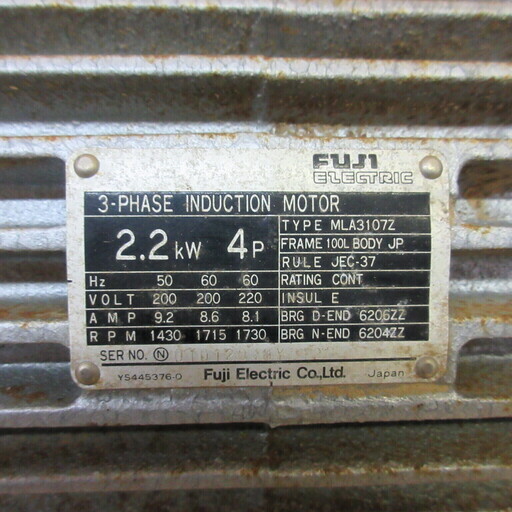 FUJI
ELECTRIC
3-PHASE INDUCTION MOTOR
2.2 kW 4P
TYPE MLA3107Z
FRAME 100L BODY JP
RULE JEC-37
Hz 50 60 60 RATING CONT
VOLT 200 200 220 INSUL E
AMP 9.2 8.6 8.1 BRG D-END 6206ZZ
RPM 1430 1715 1730 BRG N-END 6204ZZ
SER NO. N
YS445376-0 Fuji Electric Co.,Ltd. Japan